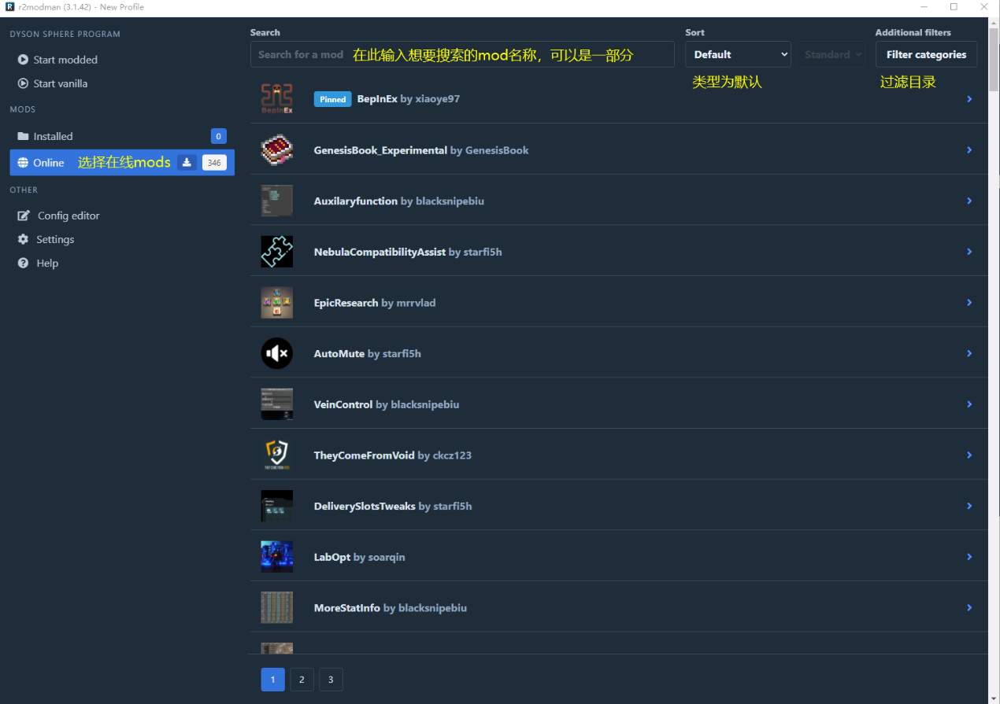 r2modman (3.1.42) - New Profile
DYSON SPHERE PROGRAM
Start modded
Start vanilla
MODS
Installed 0
Online 选择在线mods 346
OTHER
Config editor
Settings
Help
Search
Search for a mod 在此输入想要搜索的mod名称，可以是一部分
Sort
Default Standard
类型为默认
Additional filters
Filter categories
过滤目录
BepInEx
Pinned BepInEx by xiaoye97
GenesisBook_Experimental by GenesisBook
Auxilaryfunction by blacksnipebiu
NebulaCompatibilityAssist by starfi5h
EpicResearch by mrrvlad
AutoMute by starfi5h
VeinControl by blacksnipebiu
TheyComeFromVoid by ckcz123
DeliverySlotsTweaks by starfi5h
LabOpt by soarqin
MoreStatInfo by blacksnipebiu
1 2 3